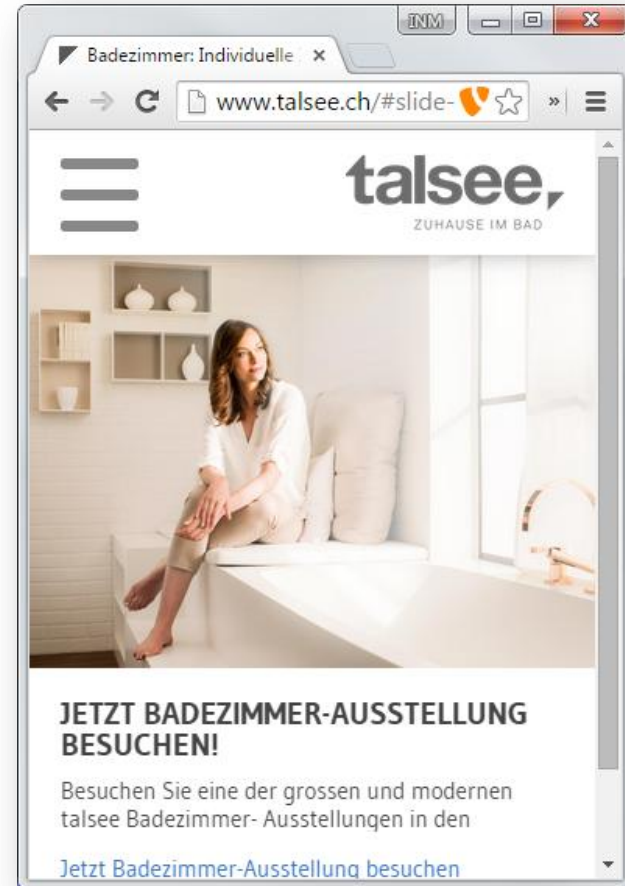 INM
Badezimmer: Individuelle
www.talsee.ch/#slide-
talsee,
ZUHAUSE IM BAD
JETZT BADEZIMMER-AUSSTELLUNG
BESUCHEN!
Besuchen Sie eine der grossen und modernen
talsee Badezimmer- Ausstellungen in den
Jetzt Badezimmer-Ausstellung besuchen